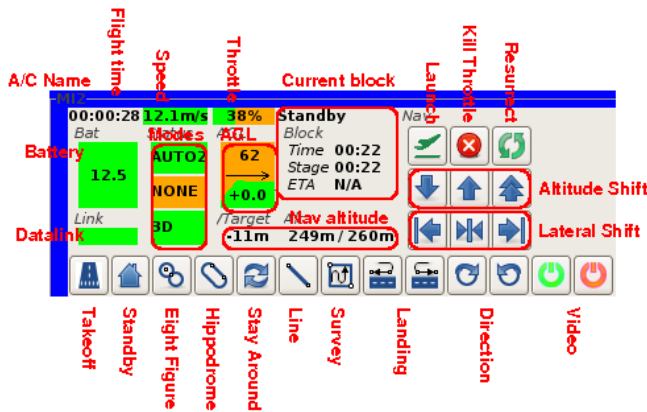 Flight time
Speed
Throttle
Kill Throttle
Resurrect
Launch
A/C Name
Current block
MI2
00:00:28
12.1m/s
38%
Standby
Nav
Bat
Modes
AGL
Block
Battery
12.5
AUTO2
62
Time 00:22
Stage 00:22
NONE
+0.0
ETA N/A
Altitude Shift
Link
3D
/Target
Nav altitude
Datalink
-11m
249m / 260m
Lateral Shift
Takeoff
Standby
Eight Figure
Hippodrome
Stay Around
Line
Survey
Landing
Direction
Video